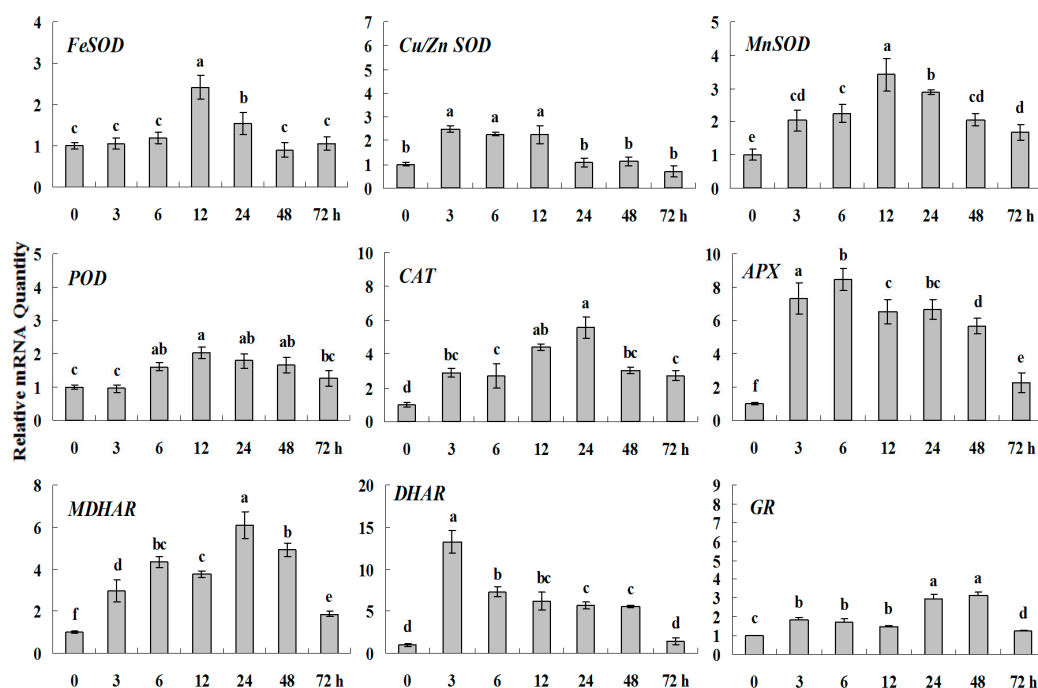 Relative mRNA Quantity
FeSOD
4
3
2
1
0
c c c a b c c
0 3 6 12 24 48 72 h
Cu/Zn SOD
7
6
5
4
3
2
1
0
b a a a b b b
0 3 6 12 24 48 72 h
MnSOD
5
4
3
2
1
0
e cd c a b cd d
0 3 6 12 24 48 72 h
POD
5
4
3
2
1
0
c c ab a ab ab bc
0 3 6 12 24 48 72 h
CAT
10
8
6
4
2
0
d bc c ab a bc c
0 3 6 12 24 48 72 h
APX
10
8
6
4
2
0
f a b c bc d e
0 3 6 12 24 48 72 h
MDHAR
8
6
4
2
0
f d bc c a b e
0 3 6 12 24 48 72 h
DHAR
20
15
10
5
0
d a b bc c c d
0 3 6 12 24 48 72 h
GR
9
8
7
6
5
4
3
2
1
0
c b b b a a d
0 3 6 12 24 48 72 h